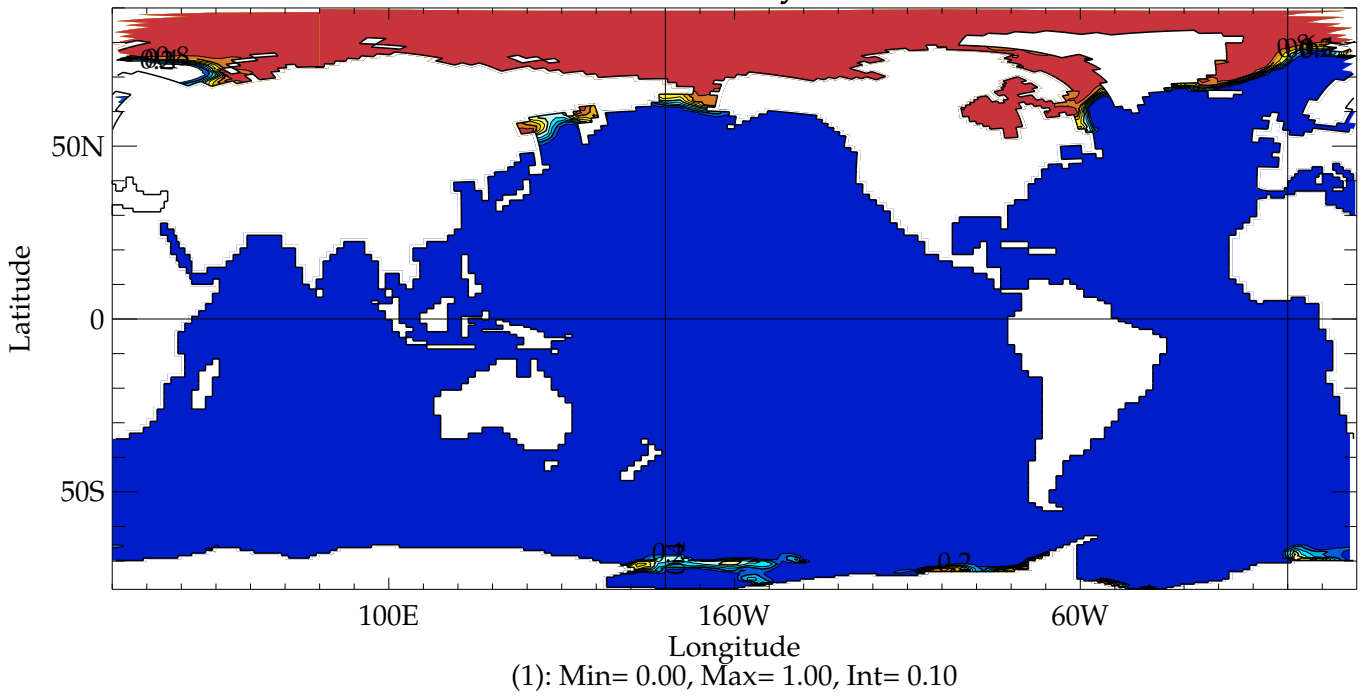 50N
0
50S
Latitude
0.2
100E
160W
60W
Longitude
(1): Min= 0.00, Max= 1.00, Int= 0.10